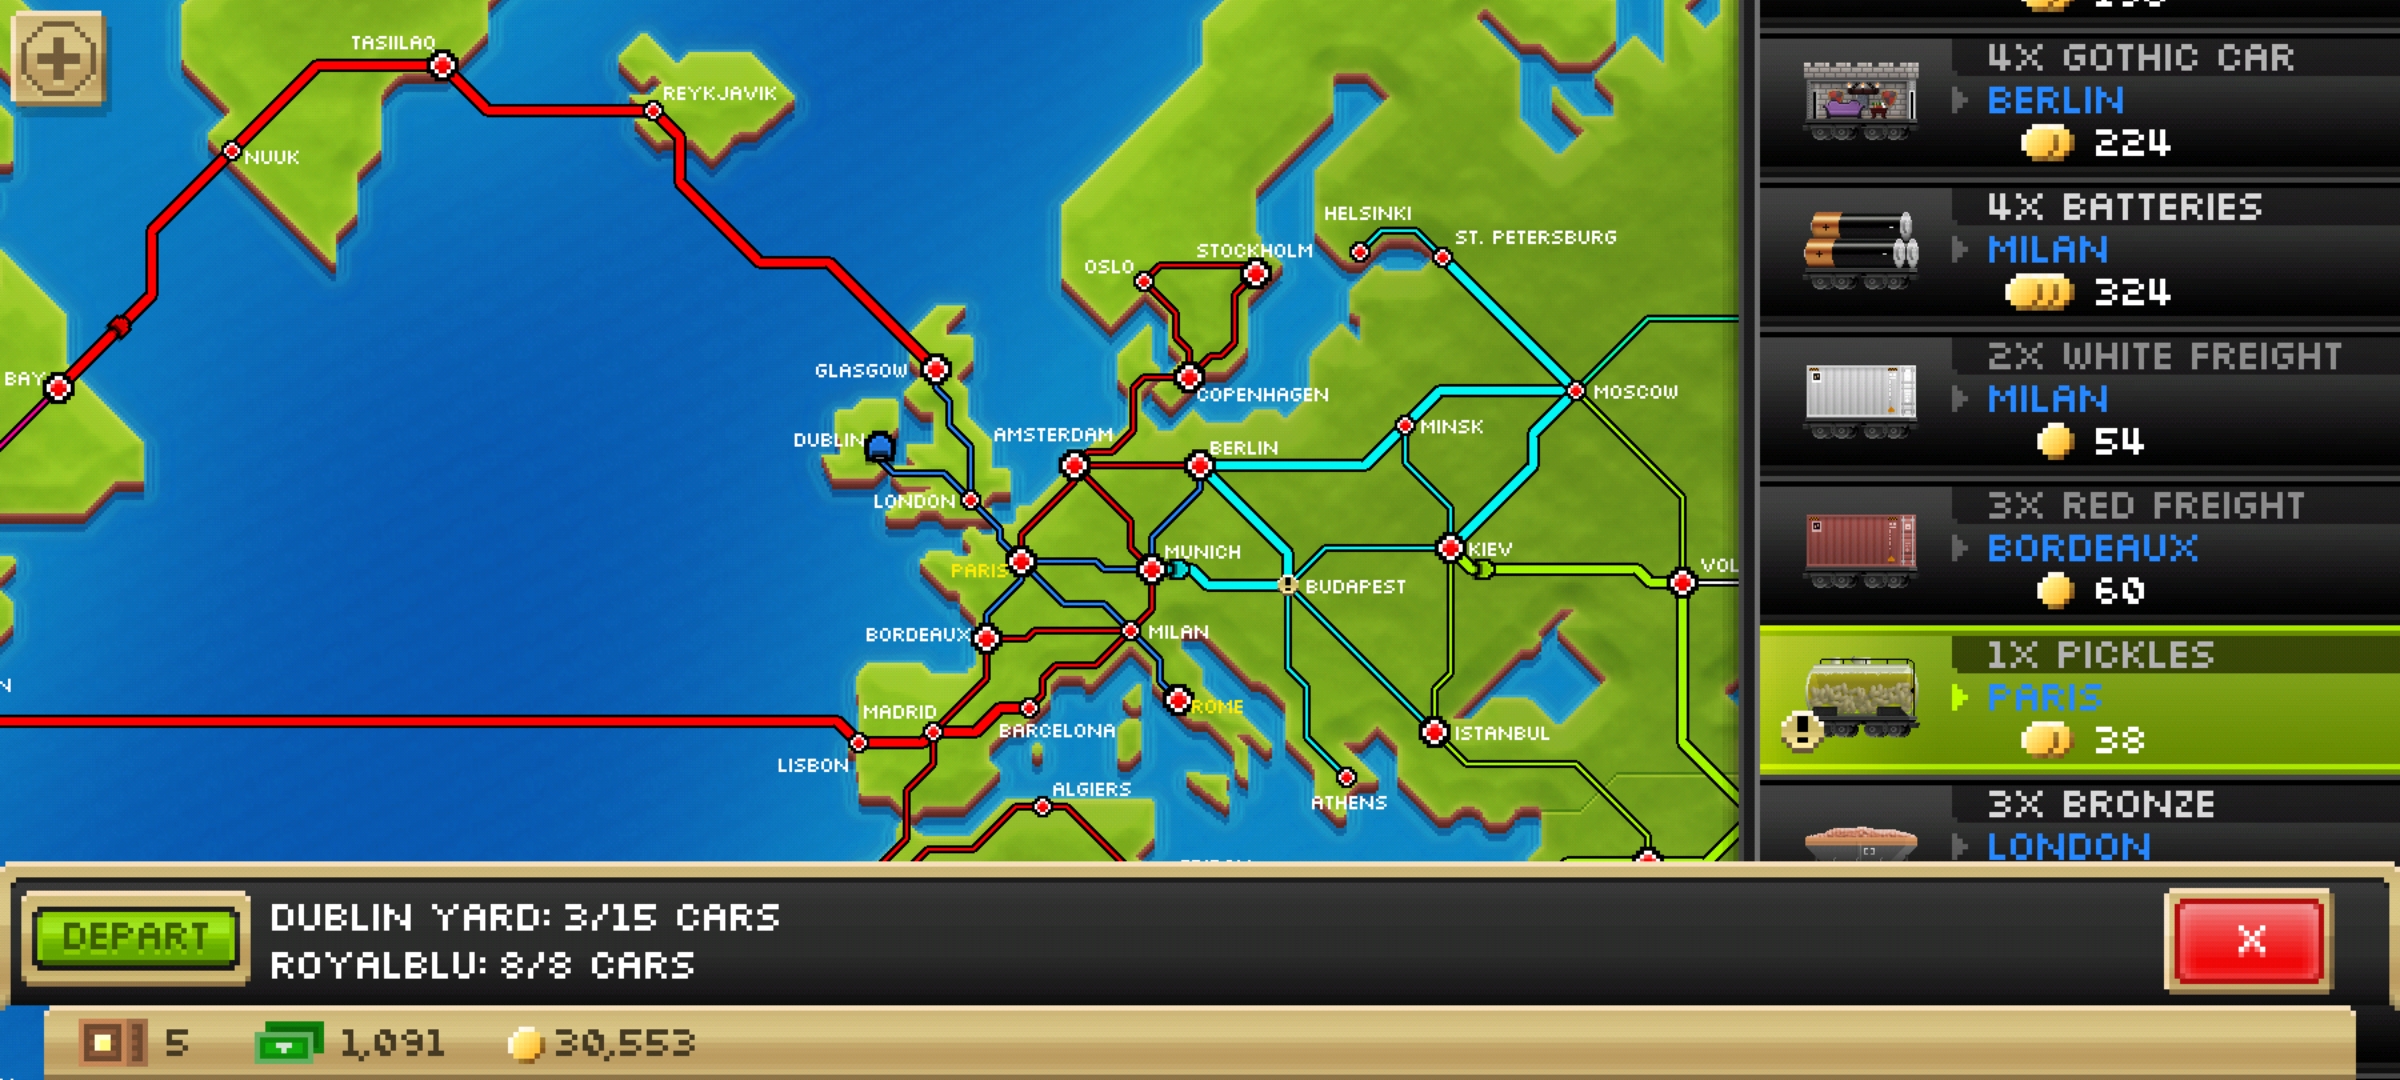 TASIILAQ
REYKJAVIK
NUUK
BAY
GLASGOW
DUBLIN
LONDON
HELSINKI
ST. PETERSBURG
STOCKHOLM
OSLO
COPENHAGEN
MOSCOW
MINSK
AMSTERDAM
BERLIN
MUNICH
KIEV
VOL
PARIS
BUDAPEST
BORDEAUX
MILAN
N
MADRID
ROME
BARCELONA
ISTANBUL
LISBON
ALGIERS
ATHENS
4X GOTHIC CAR
BERLIN
224
4X BATTERIES
MILAN
324
2X WHITE FREIGHT
MILAN
54
3X RED FREIGHT
BORDEAUX
60
1X PICKLES
PARIS
38
3X BRONZE
LONDON
DEPART
DUBLIN YARD: 3/15 CARS
ROYALBLU: 8/8 CARS
X
5
1,091
30,553